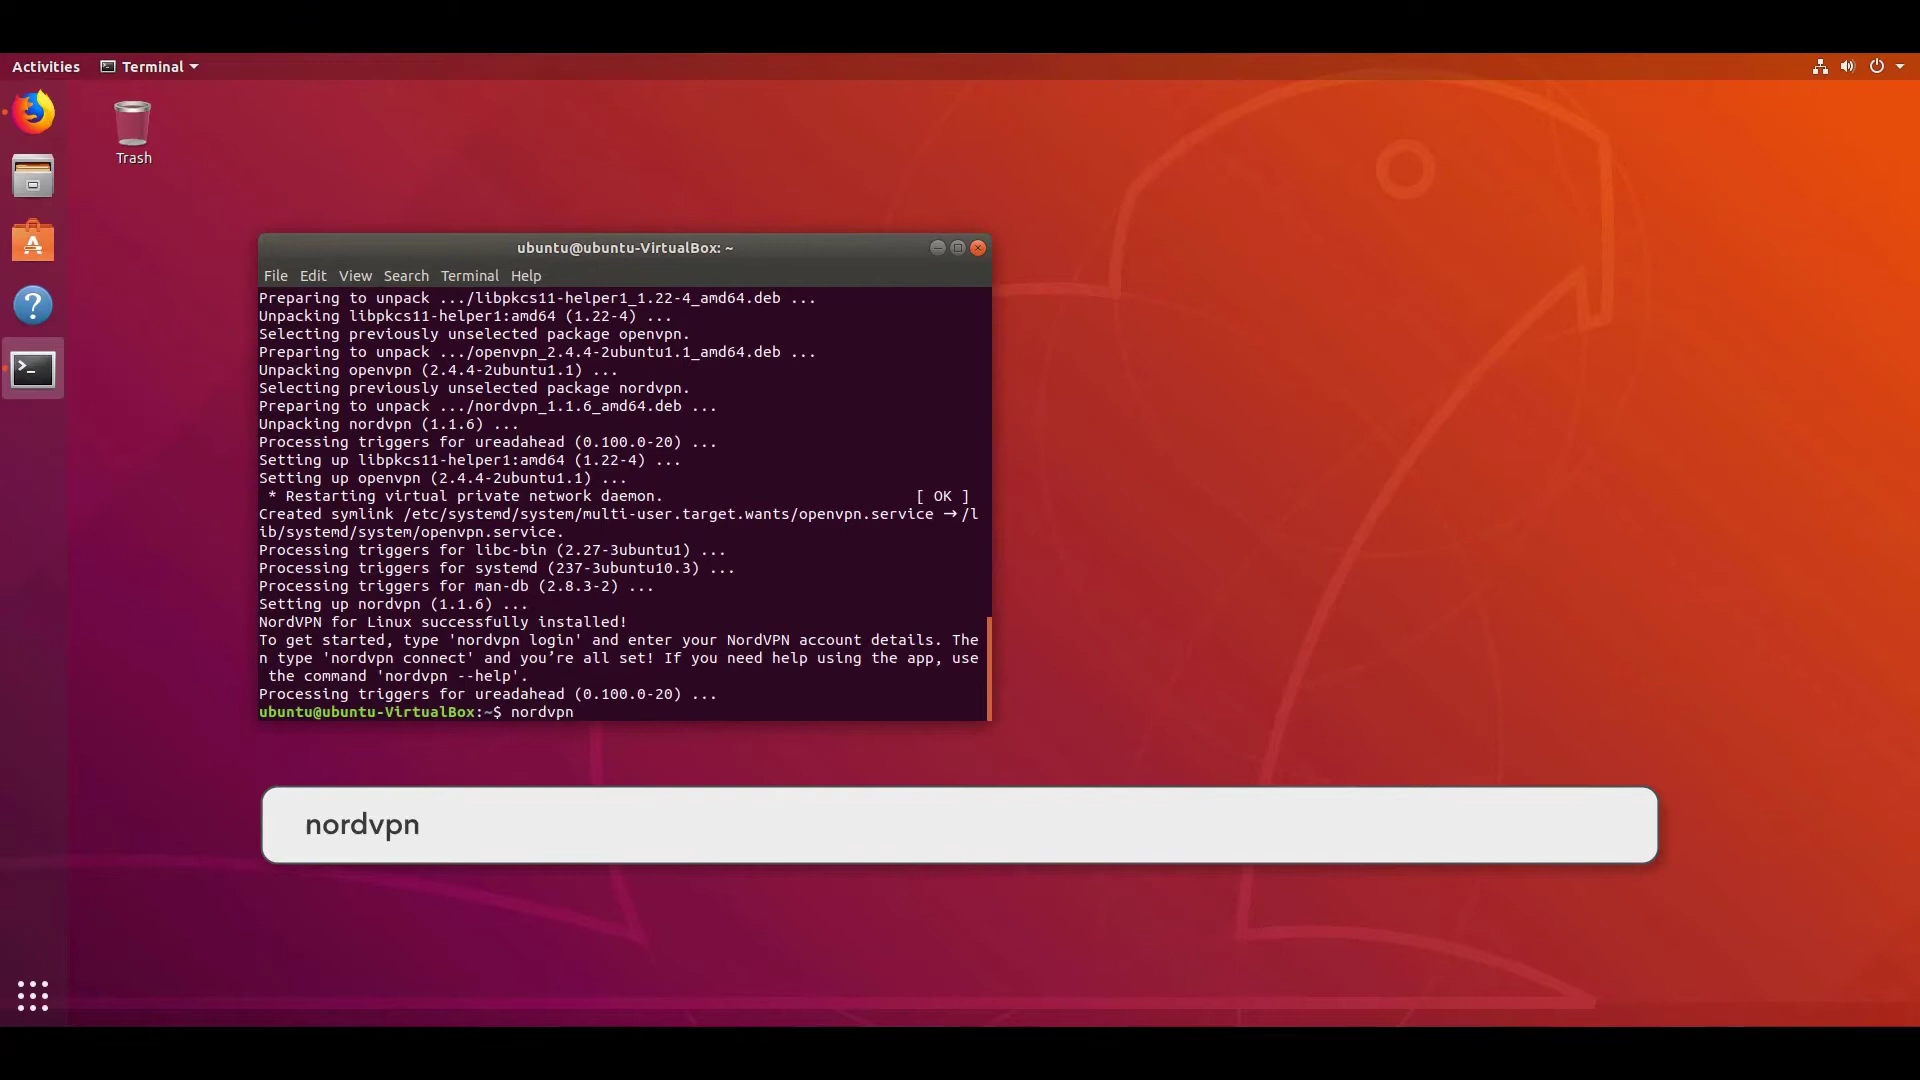 Activities Terminal
Trash
ubuntu@ubuntu-VirtualBox: ~
File Edit View Search Terminal Help
Preparing to unpack .../libpkcs11-helper1_1.22-4_amd64.deb ...
Unpacking libpkcs11-helper1:amd64 (1.22-4) ...
Selecting previously unselected package openvpn.
Preparing to unpack .../openvpn_2.4.4-2ubuntu1.1_amd64.deb ...
Unpacking openvpn (2.4.4-2ubuntu1.1) ...
Selecting previously unselected package nordvpn.
Preparing to unpack .../nordvpn_1.1.6_amd64.deb ...
Unpacking nordvpn (1.1.6) ...
Processing triggers for ureadahead (0.100.0-20) ...
Setting up libpkcs11-helper1:amd64 (1.22-4) ...
Setting up openvpn (2.4.4-2ubuntu1.1) ...
 * Restarting virtual private network daemon. [ OK ]
Created symlink /etc/systemd/system/multi-user.target.wants/openvpn.service → /l
ib/systemd/system/openvpn.service.
Processing triggers for libc-bin (2.27-3ubuntu1) ...
Processing triggers for systemd (237-3ubuntu10.3) ...
Processing triggers for man-db (2.8.3-2) ...
Setting up nordvpn (1.1.6) ...
NordVPN for Linux successfully installed!
To get started, type 'nordvpn login' and enter your NordVPN account details. The
n type 'nordvpn connect' and you’re all set! If you need help using the app, use
 the command 'nordvpn --help'.
Processing triggers for ureadahead (0.100.0-20) ...
ubuntu@ubuntu-VirtualBox:~$ nordvpn
nordvpn